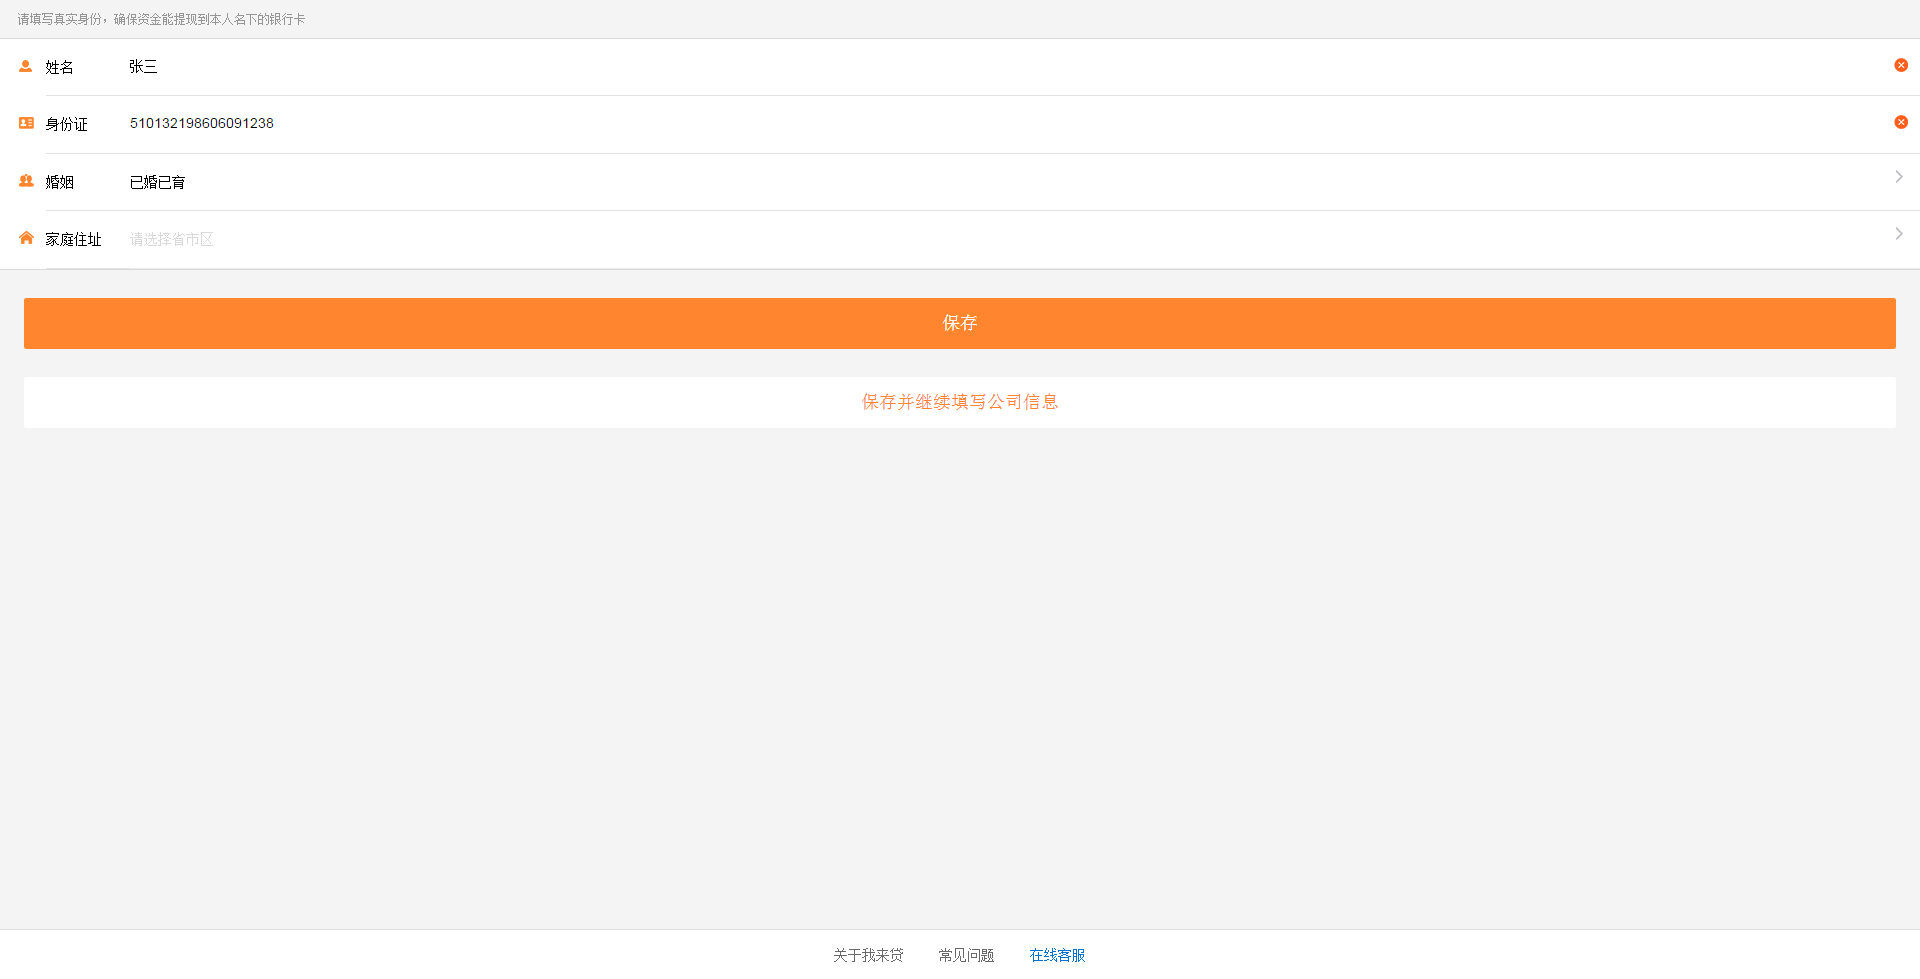 请填写真实身份，确保资金能提现到本人名下的银行卡
姓名 张三
身份证 510132198606091238
婚姻 已婚已育
家庭住址 请选择省市区
保存
保存并继续填写公司信息
关于我来贷 常见问题 在线客服